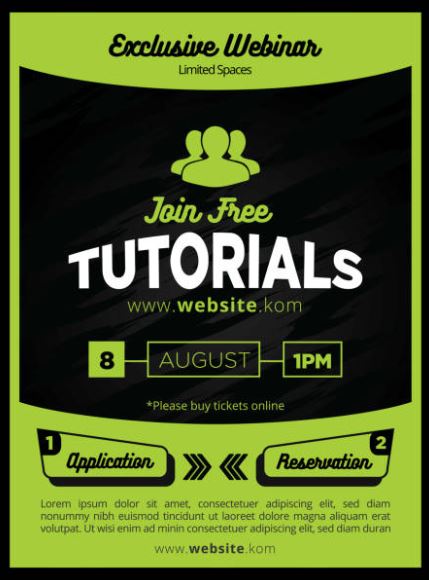 Exclusive Webinar
Limited Spaces
Join Free
TUTORIALS
www.website.kom
8 AUGUST 1PM
*Please buy tickets online
1 Application
2 Reservation
Lorem ipsum dolor sit amet, consectetuer adipiscing elit, sed diam
nonummy nibh euismod tincidunt ut laoreet dolore magna aliquam erat
volutpat. Ut wisi enim ad minim consectetuer adipiscing elit, sed diam duran
www.website.kom